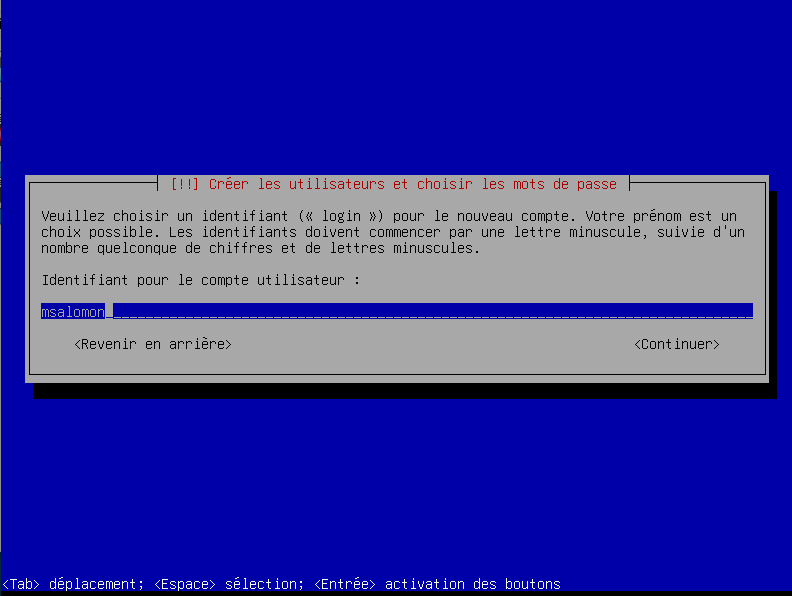 [!!] Créer les utilisateurs et choisir les mots de passe
Veuillez choisir un identifiant (« login ») pour le nouveau compte. Votre prénom est un
choix possible. Les identifiants doivent commencer par une lettre minuscule, suivie d'un
nombre quelconque de chiffres et de lettres minuscules.
Identifiant pour le compte utilisateur :
msalomon
<Revenir en arrière> <Continuer>
<Tab> déplacement; <Espace> sélection; <Entrée> activation des boutons